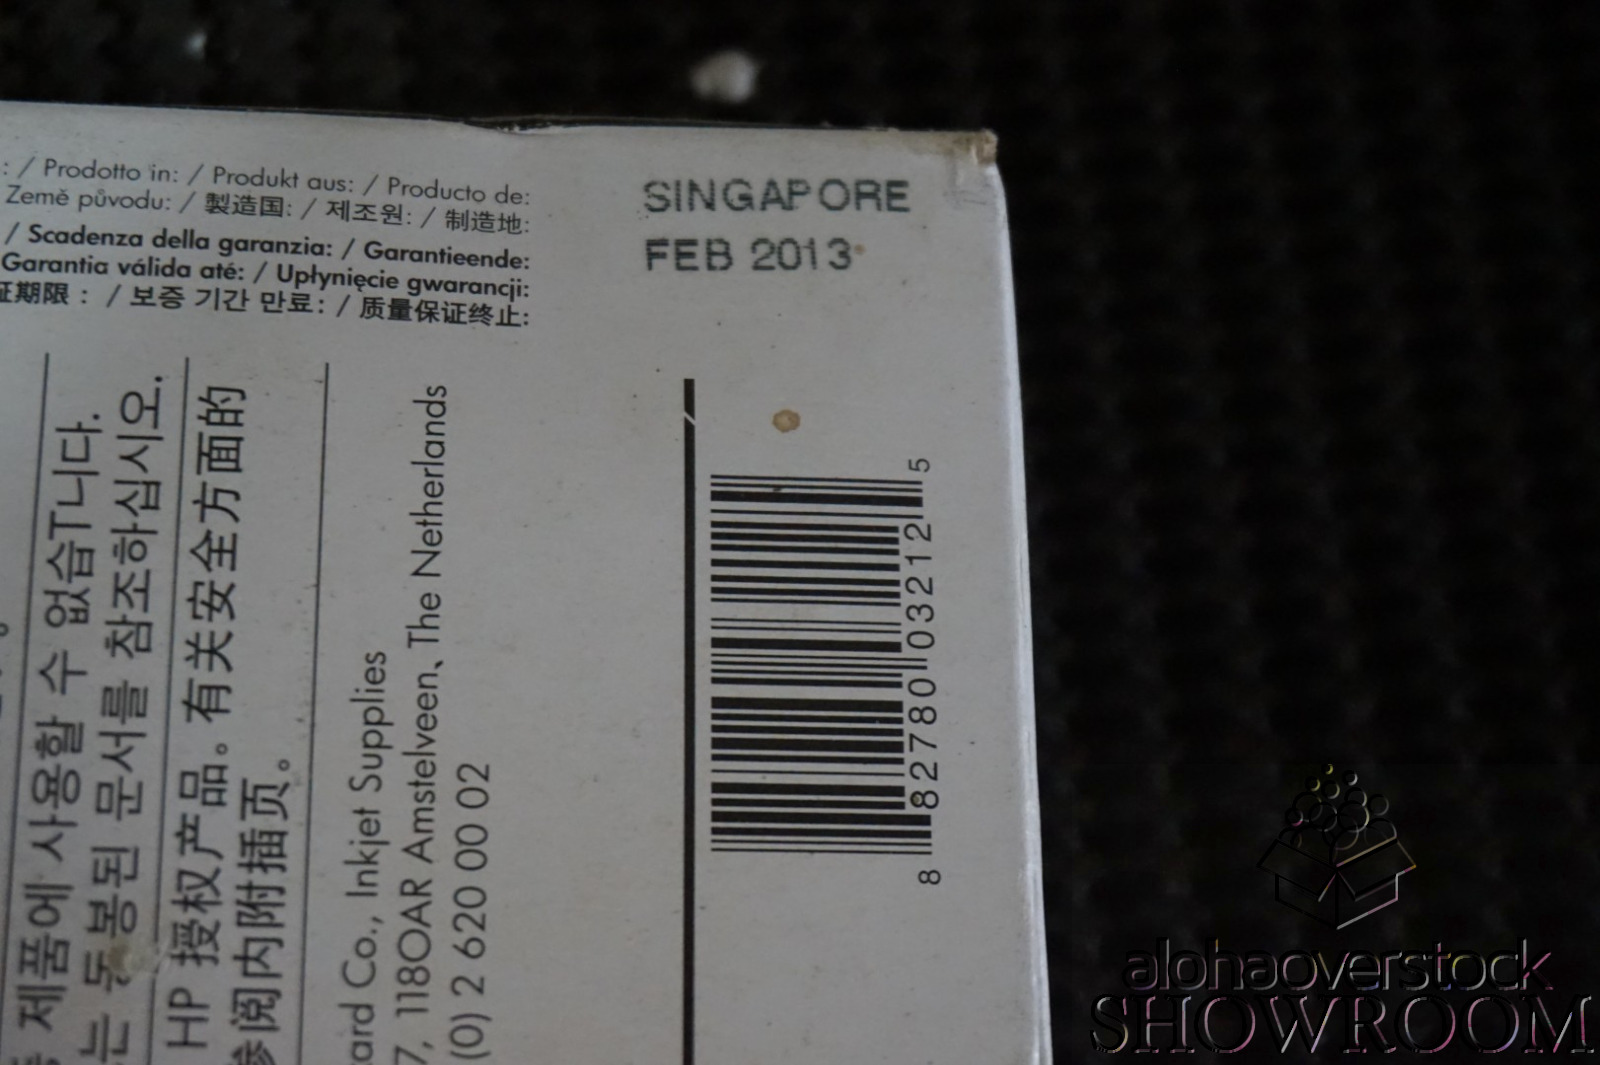 : / Prodotto in: / Produkt aus: / Producto de:
Země původu: / 製造国: / 제조원: / 制造地:
/ Scadenza della garanzia: / Garantieende:
Garantia válida até: / Upłynięcie gwarancji:
证期限 : / 보증 기간 만료: / 质量保证终止:
SINGAPORE
FEB 2013
제품에 사용할 수 없습T니다.
는 동봉된 문서를 참조하십시오.
HP 授权产品。有关安全方面的
参阅内附插页。
ard Co., Inkjet Supplies
7, 118OAR Amstelveen, The Netherlands
(0) 2 620 00 02
8 82780 03212 5
alohaoverstock
SHOWROOM